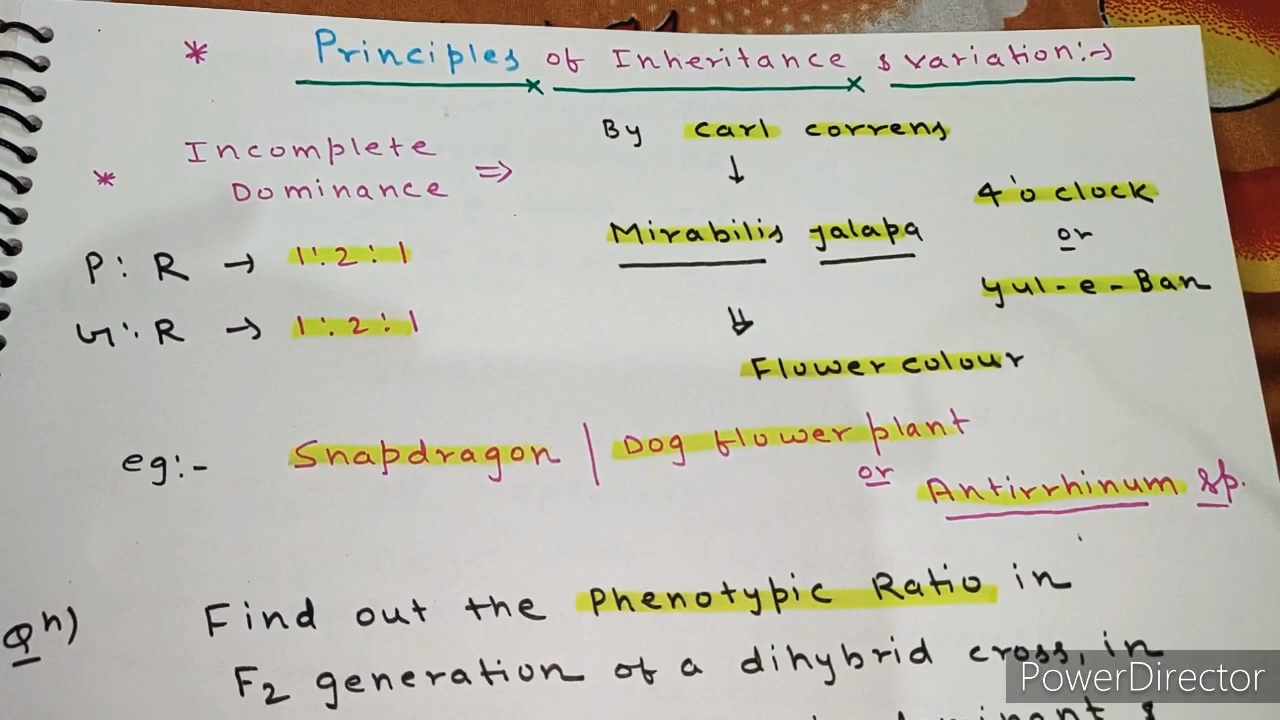 * Principles of Inheritance & variation:→
* Incomplete Dominance ⇒
By Carl correns
↓
Mirabilis jalapa
4'o clock
or
gul-e-Ban
P:R → 1:2:1
G:R → 1:2:1
⇓
Flower colour
eg:- Snapdragon | Dog flower plant
or Antirrhinum sp.
Qn) Find out the Phenotypic Ratio in
F2 generation of a dihybrid cross, in
PowerDirector